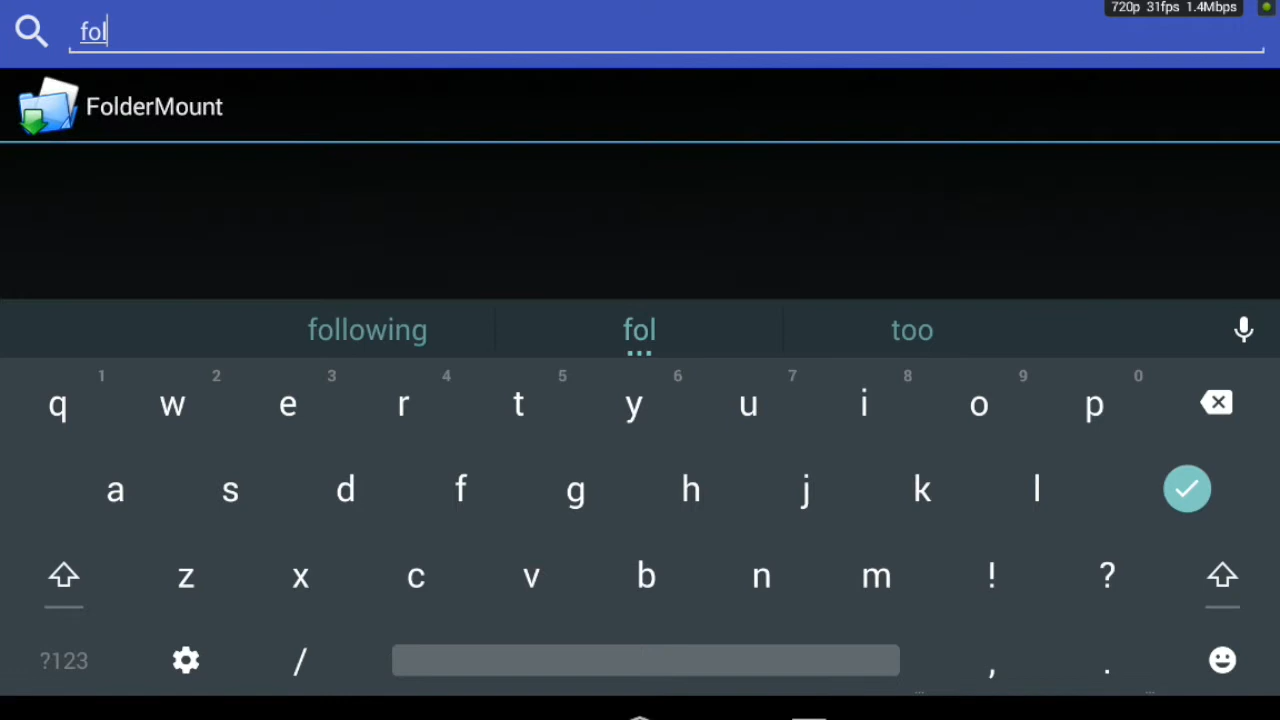 720p 31fps 1.4Mbps
fol
FolderMount
following fol too
1 2 3 4 5 6 7 8 9 0
q w e r t y u i o p
a s d f g h j k l
z x c v b n m ! ?
?123 / , .